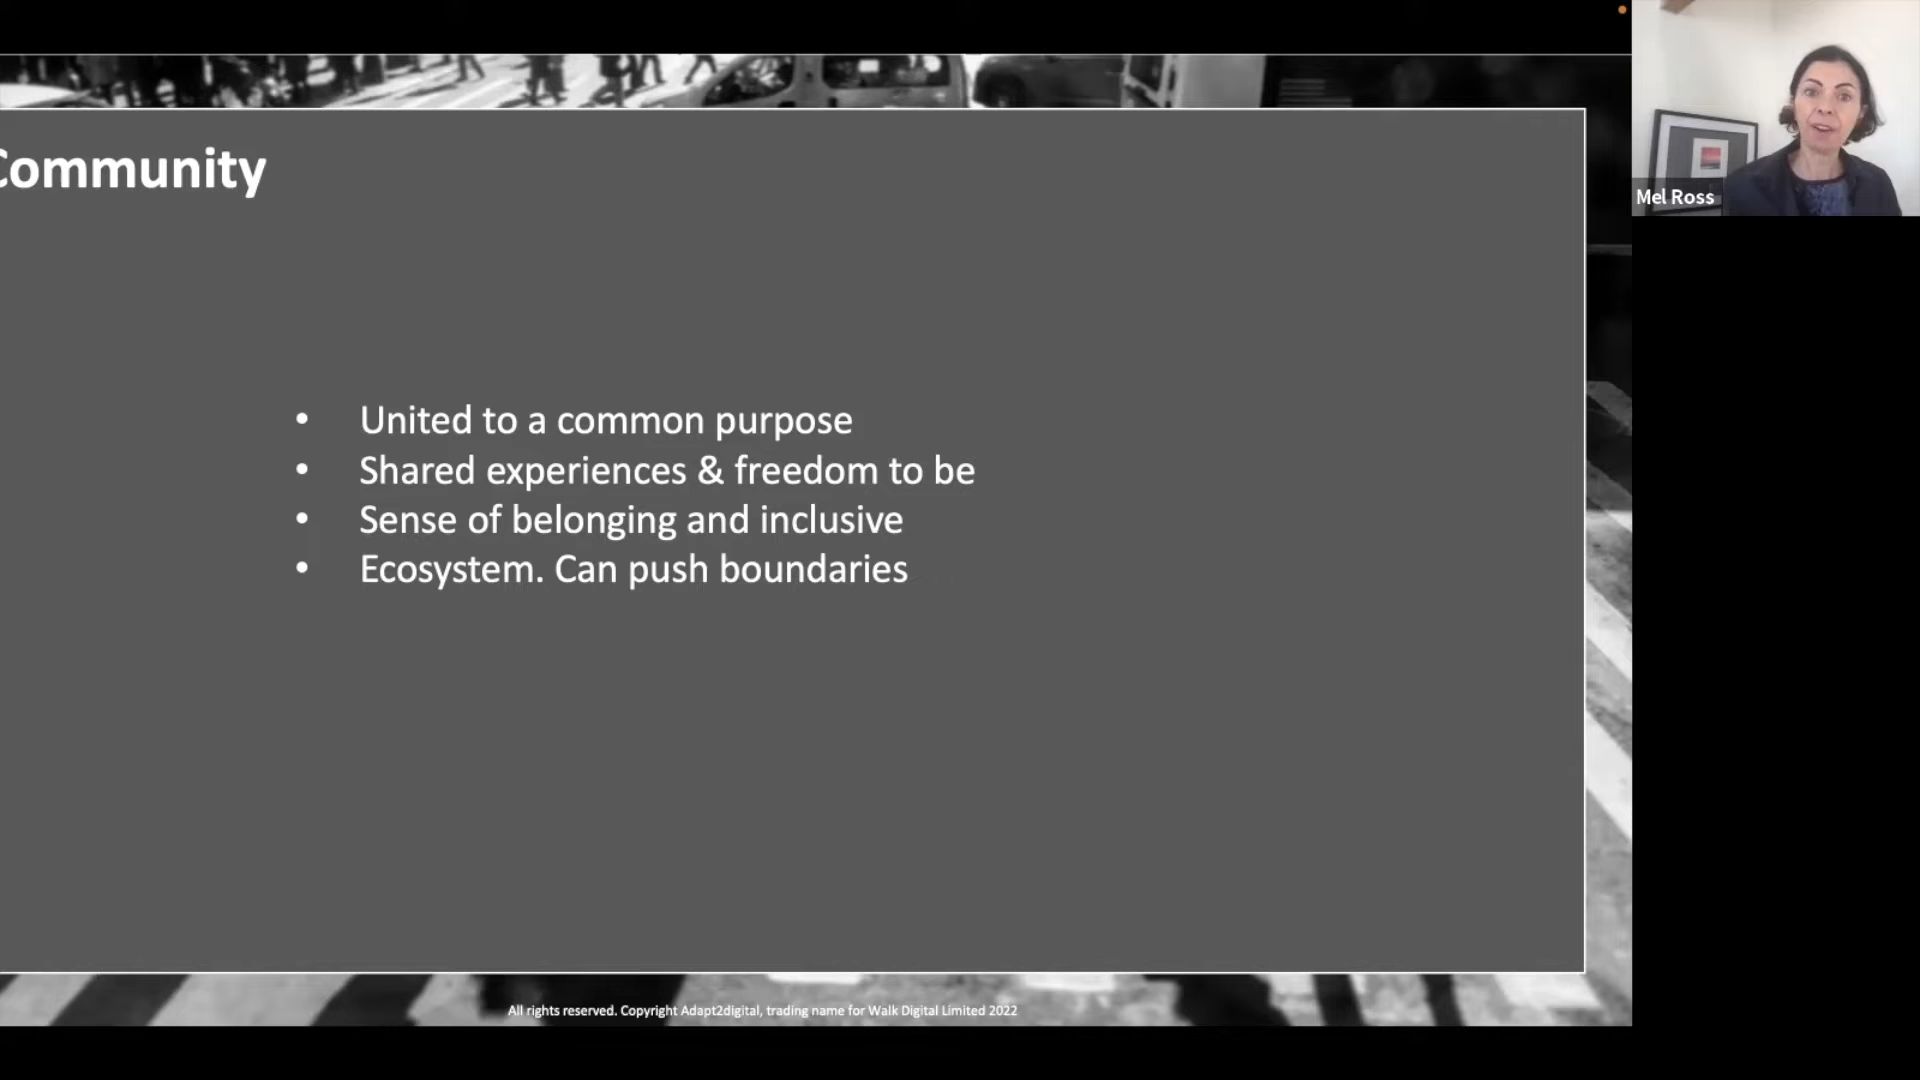 Community
• United to a common purpose
• Shared experiences & freedom to be
• Sense of belonging and inclusive
• Ecosystem. Can push boundaries
All rights reserved. Copyright Adapt2digital, trading name for Walk Digital Limited 2022
Mel Ross